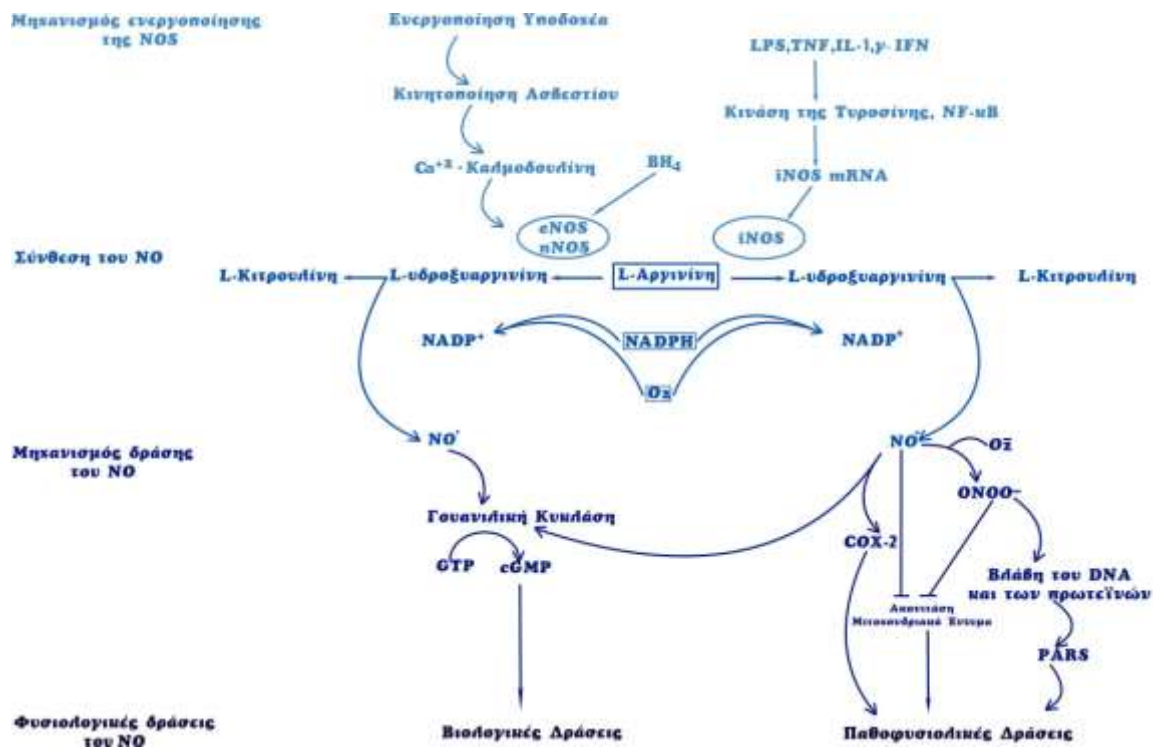 Μηχανισμός ενεργοποίησης
της NOS
Ενεργοποίηση Υποδοχέα
LPS,TNF,IL-1,γ-IFN
Κινητοποίηση Ασβεστίου
Κινάση της Τυροσίνης, NF-κB
Ca+2 - Καλμοδουλίνη
BH4
iNOS mRNA
eNOS
nNOS
iNOS
Σύνθεση του NO
L-Κιτρουλίνη
L-υδροξυαργινίνη
L-Αργινίνη
L-υδροξυαργινίνη
L-Κιτρουλίνη
NADP+
NADPH
NADP+
O2
Μηχανισμός δράσης
του NO
NO
NO
O2
ONOO-
Γουανιλική Κυκλάση
COX-2
GTP
cGMP
Βλάβη του DNA
και των πρωτεϊνών
Ακονιτάση
Μιτοχονδριακά Ένζυμα
PARS
Φυσιολογικές δράσεις
του NO
Βιολογικές Δράσεις
Παθοφυσιολικές Δράσεις